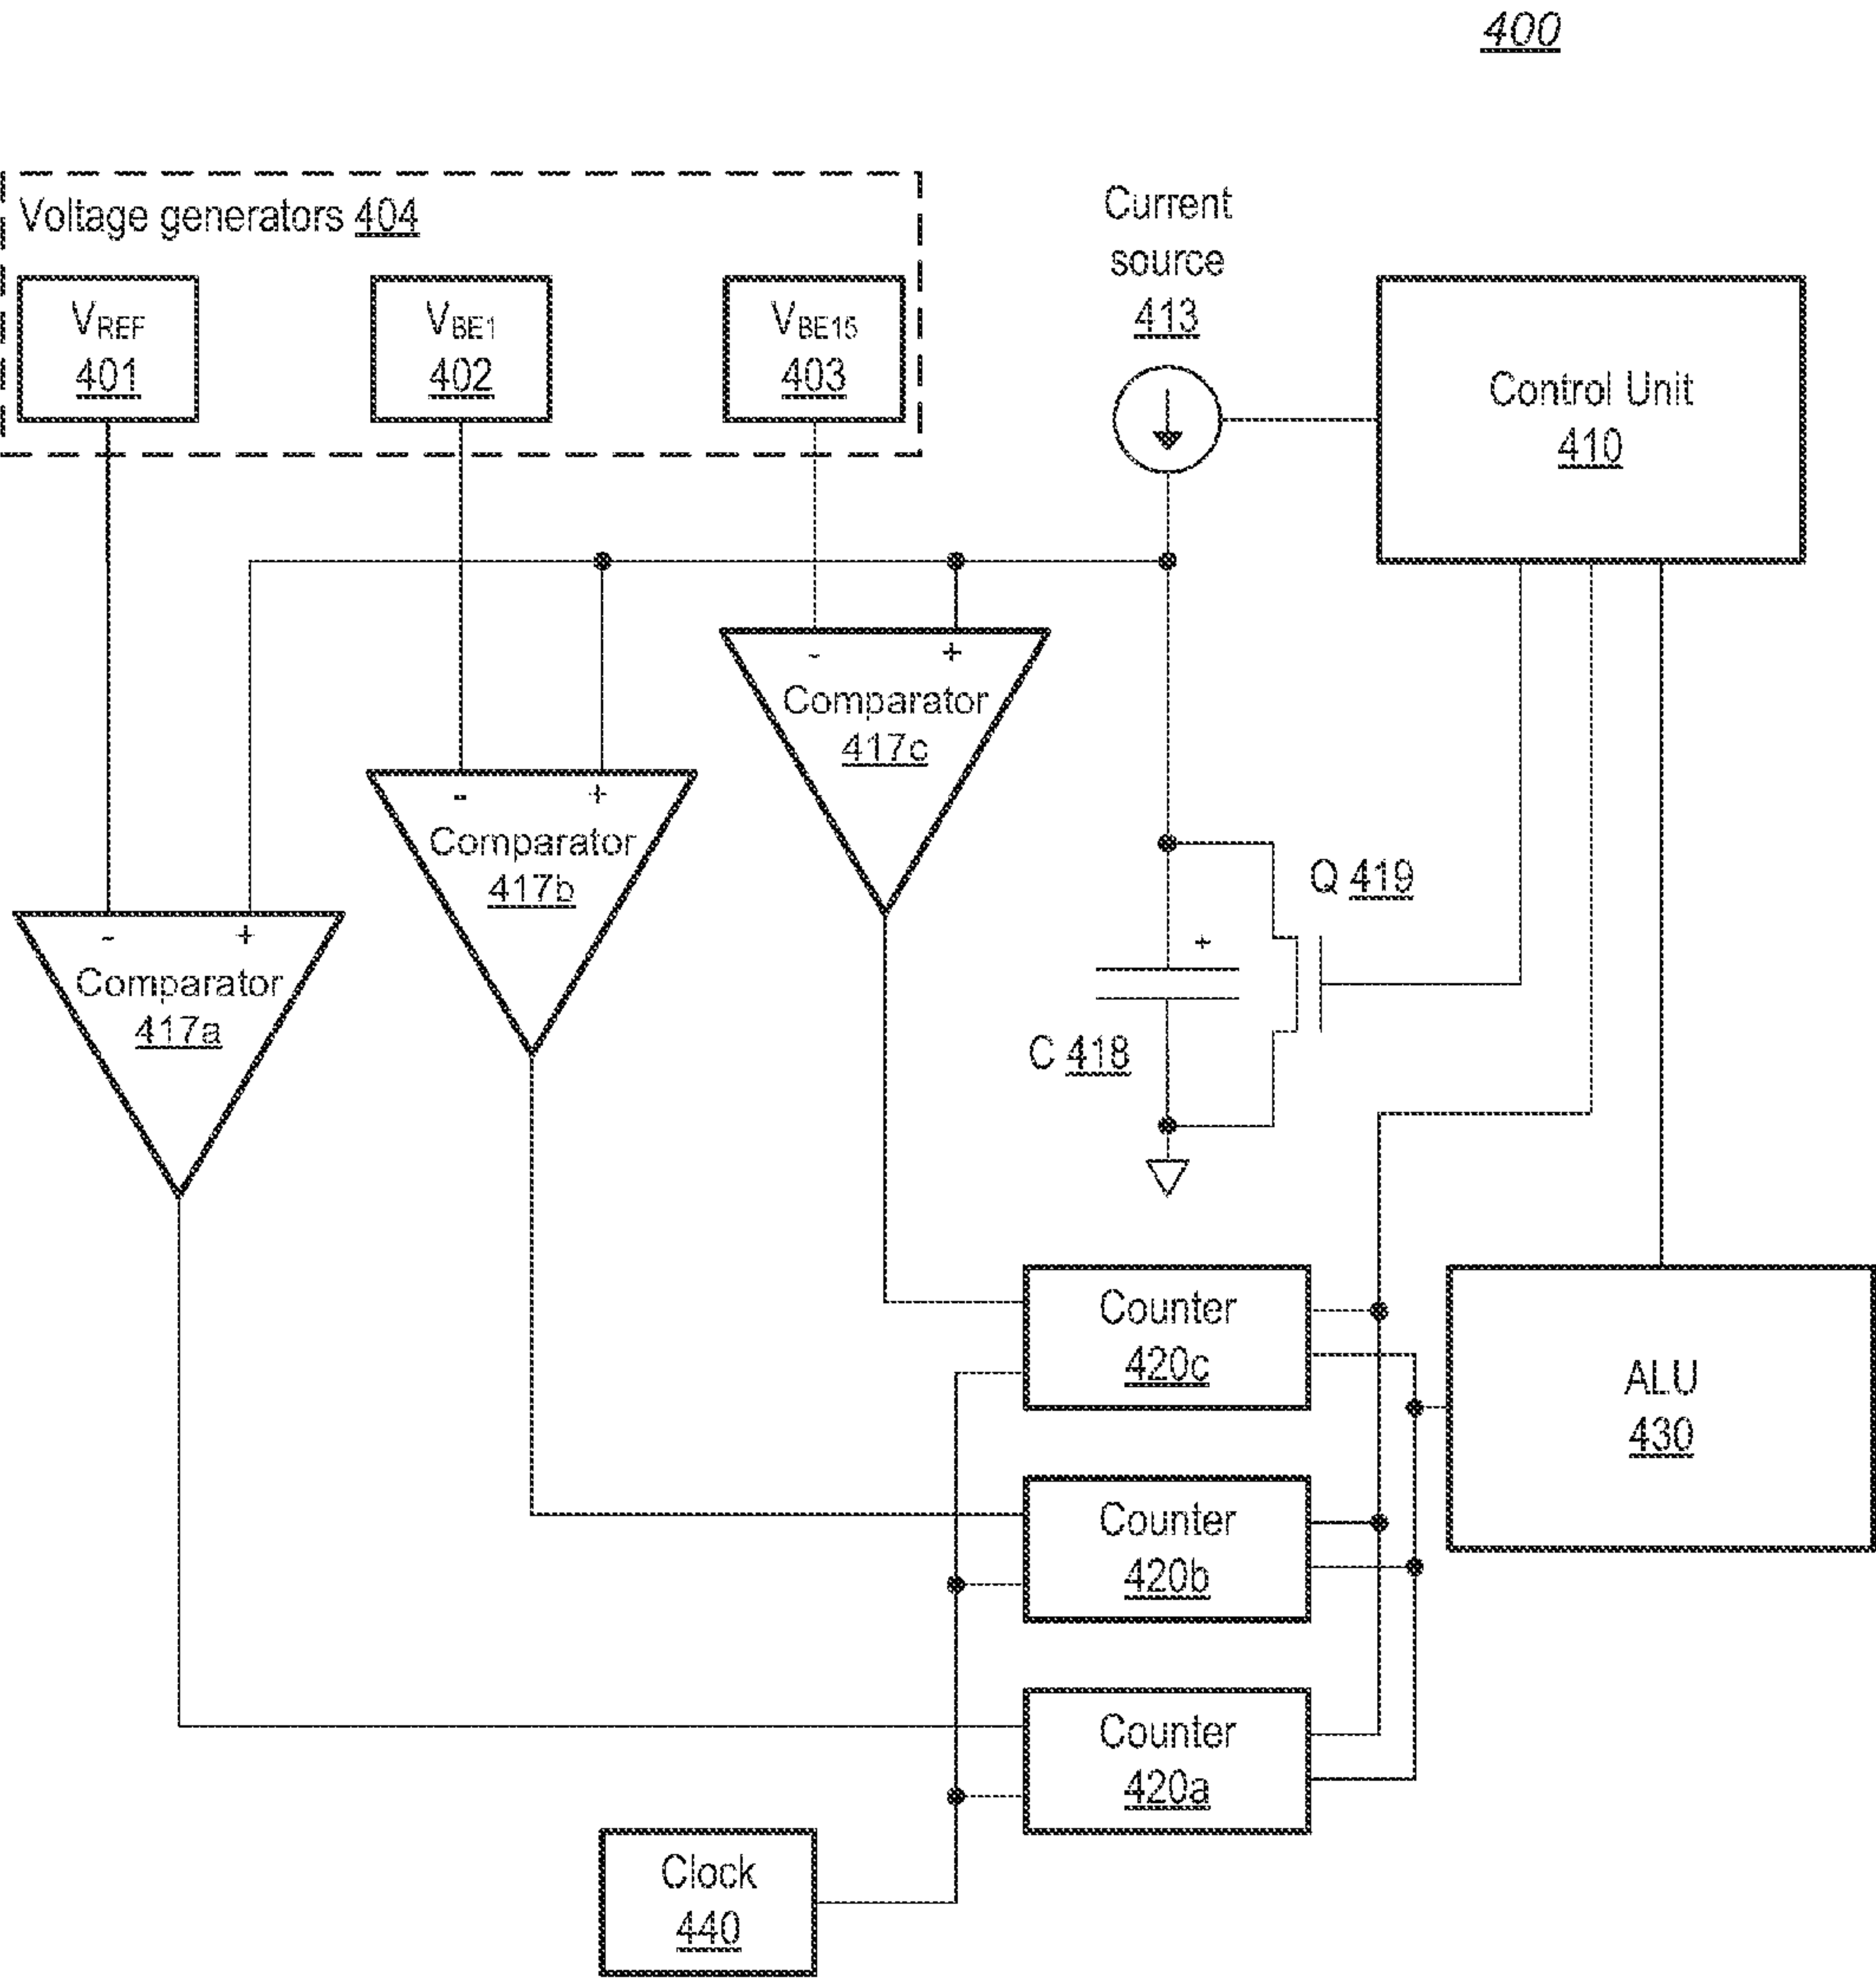 400
Voltage generators 404
VREF
401
VBE1
402
VBE15
403
Current
source
413
Control Unit
410
- +
Comparator
417c
- +
Comparator
417b
- +
Comparator
417a
+
Q 419
C 418
Counter
420c
ALU
430
Counter
420b
Counter
420a
Clock
440